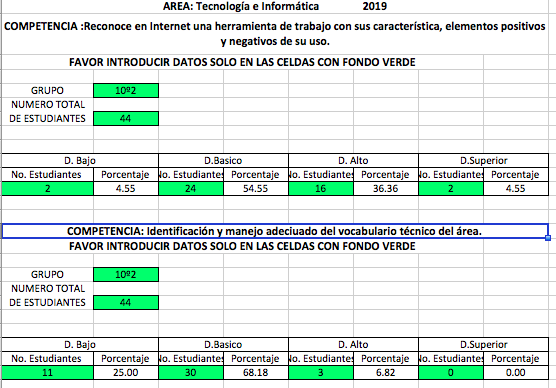 AREA: Tecnología e Informática 2019
COMPETENCIA :Reconoce en Internet una herramienta de trabajo con sus característica, elementos positivos
y negativos de su uso.
FAVOR INTRODUCIR DATOS SOLO EN LAS CELDAS CON FONDO VERDE
GRUPO 10º2
NUMERO TOTAL
DE ESTUDIANTES 44
D. Bajo D.Basico D. Alto D.Superior
No. Estudiantes Porcentaje No. Estudiantes Porcentaje No. Estudiantes Porcentaje No. Estudiantes Porcentaje
2 4.55 24 54.55 16 36.36 2 4.55
COMPETENCIA: Identificación y manejo adeciuado del vocabulario técnico del área.
FAVOR INTRODUCIR DATOS SOLO EN LAS CELDAS CON FONDO VERDE
GRUPO 10º2
NUMERO TOTAL
DE ESTUDIANTES 44
D. Bajo D.Basico D. Alto D.Superior
No. Estudiantes Porcentaje No. Estudiantes Porcentaje No. Estudiantes Porcentaje No. Estudiantes Porcentaje
11 25.00 30 68.18 3 6.82 0 0.00